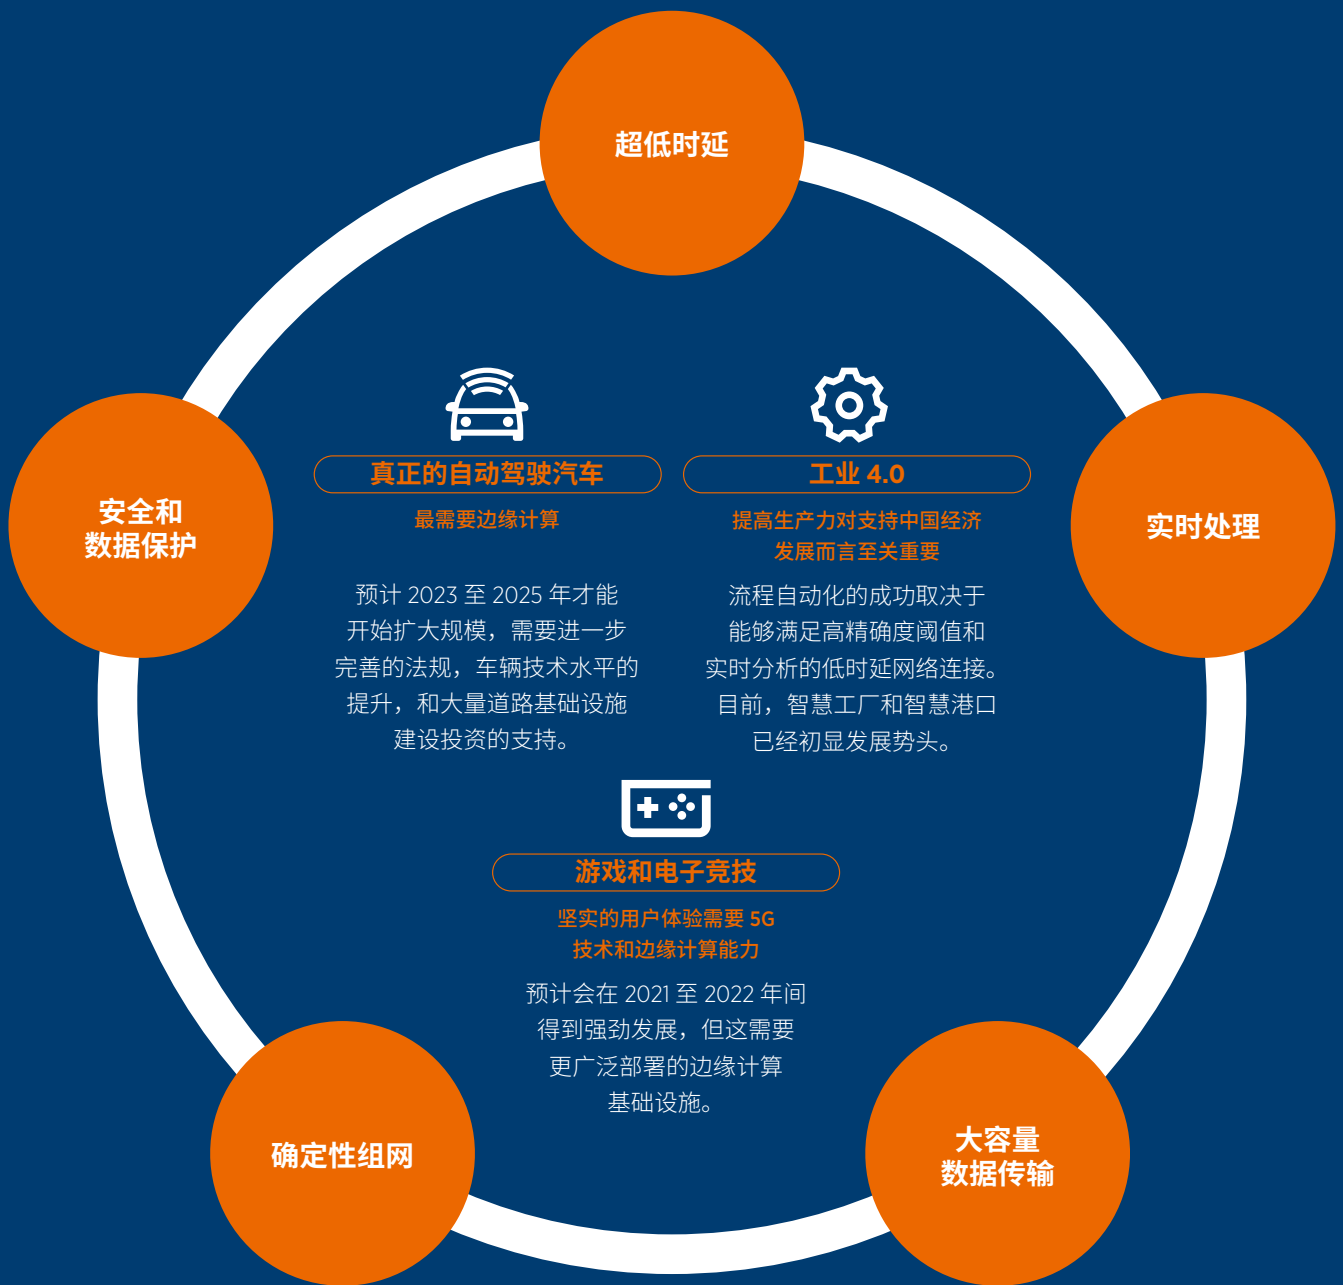 超低时延
安全和
数据保护
实时处理
真正的自动驾驶汽车
最需要边缘计算
预计 2023 至 2025 年才能
开始扩大规模，需要进一步
完善的法规，车辆技术水平的
提升，和大量道路基础设施
建设投资的支持。
工业 4.0
提高生产力对支持中国经济
发展而言至关重要
流程自动化的成功取决于
能够满足高精确度阈值和
实时分析的低时延网络连接。
目前，智慧工厂和智慧港口
已经初显发展势头。
游戏和电子竞技
坚实的用户体验需要 5G
技术和边缘计算能力
预计会在 2021 至 2022 年间
得到强劲发展，但这需要
更广泛部署的边缘计算
基础设施。
确定性组网
大容量
数据传输